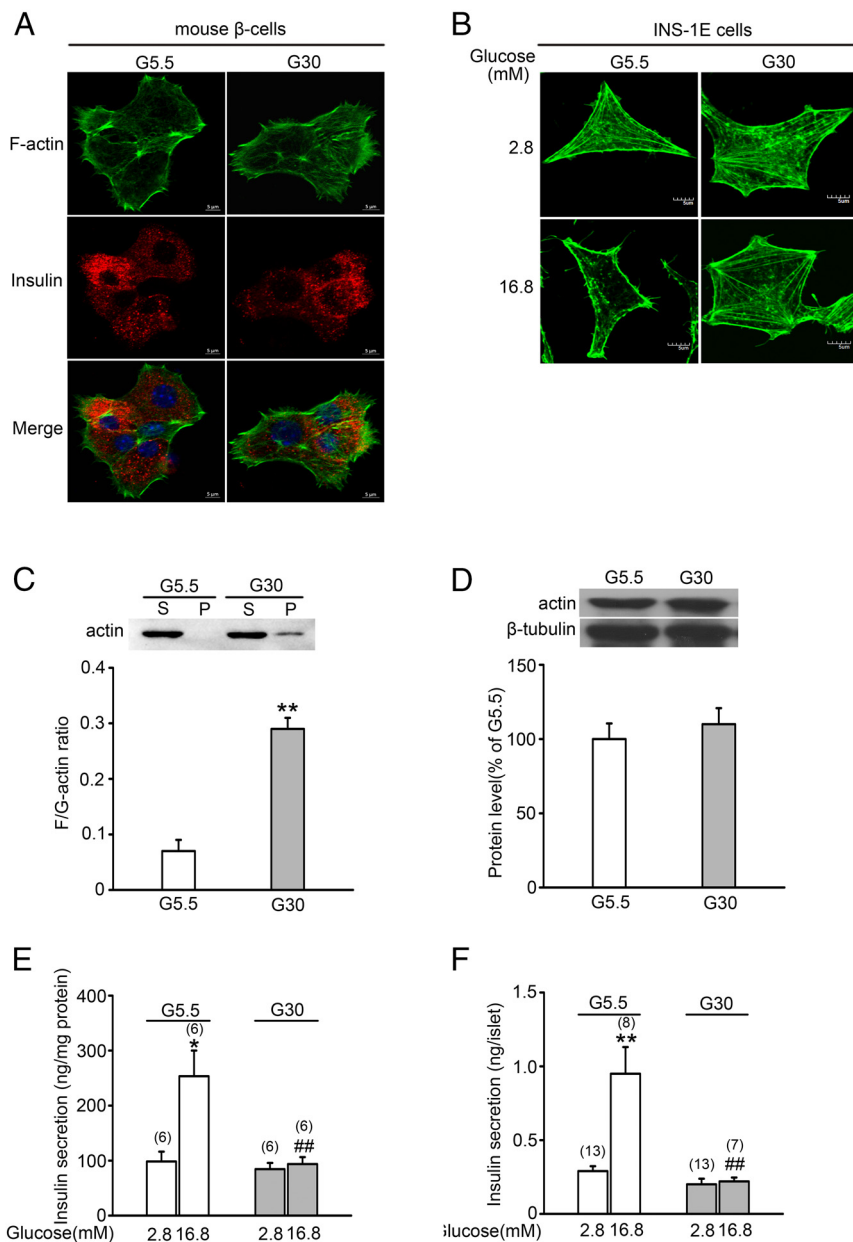 A
mouse β-cells
G5.5 G30
F-actin
5 μm 5 μm
Insulin
5 μm 5 μm
Merge
5 μm 5 μm
B
INS-1E cells
Glucose
(mM)
G5.5 G30
2.8
5um 5um
16.8
5um 5um
C
G5.5 G30
S P S P
actin
F/G-actin ratio
0.4
0.3
**
0.2
0.1
0
G5.5 G30
D
G5.5 G30
actin
β-tubulin
Protein level(% of G5.5)
150
100
50
0
G5.5 G30
E
Insulin secretion (ng/mg protein)
400
300
200
100
0
G5.5 G30
(6)
*
(6)
(6)
(6)
##
Glucose(mM) 2.8 16.8 2.8 16.8
F
Insulin secretion (ng/islet)
1.5
1.0
0.5
0
G5.5 G30
(8)
**
(13)
(13)
(7)
##
Glucose(mM) 2.8 16.8 2.8 16.8